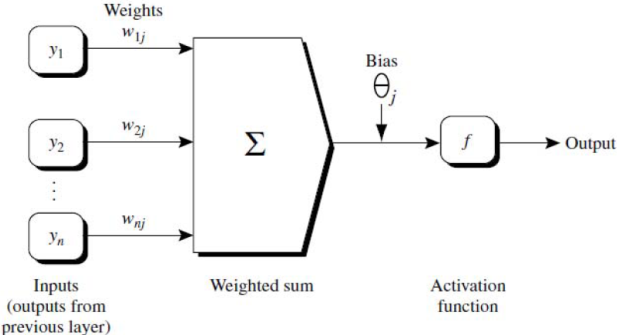 Weights
w1j
y1
Bias
θj
w2j
y2
Σ
f
Output
⋮
wnj
yn
Inputs
(outputs from
previous layer)
Weighted sum
Activation
function